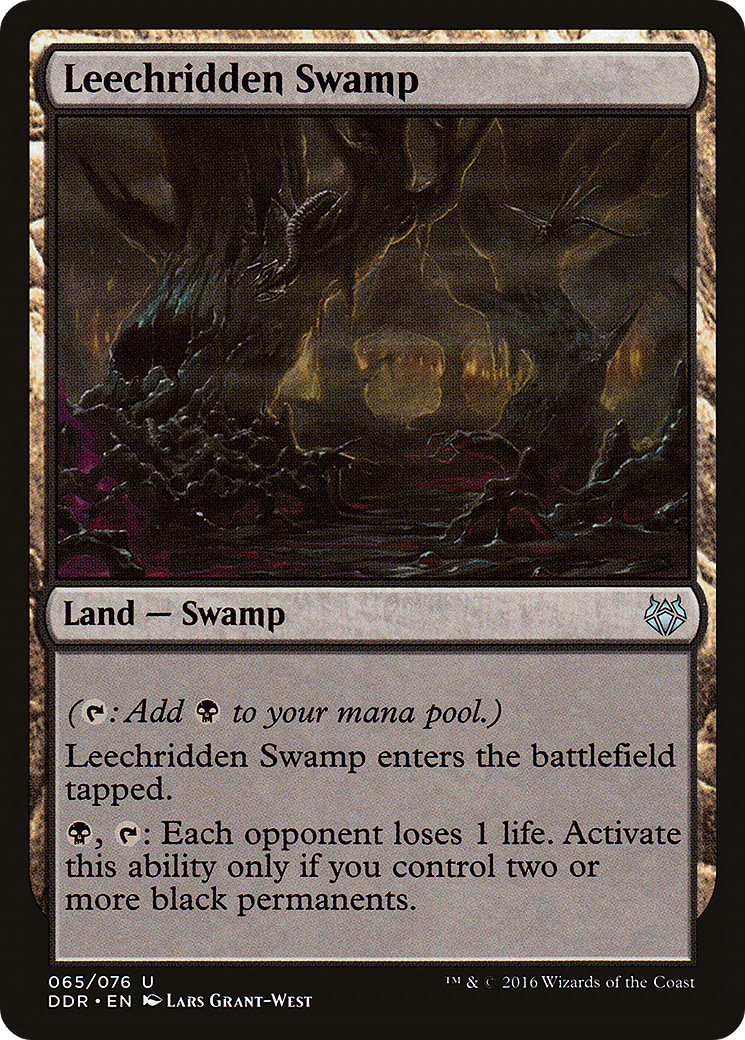 Leechridden Swamp
Land — Swamp
(: Add to your mana pool.)
Leechridden Swamp enters the battlefield
tapped.
, : Each opponent loses 1 life. Activate
this ability only if you control two or
more black permanents.
065/076 U
™ & © 2016 Wizards of the Coast
DDR • EN Lars Grant-West